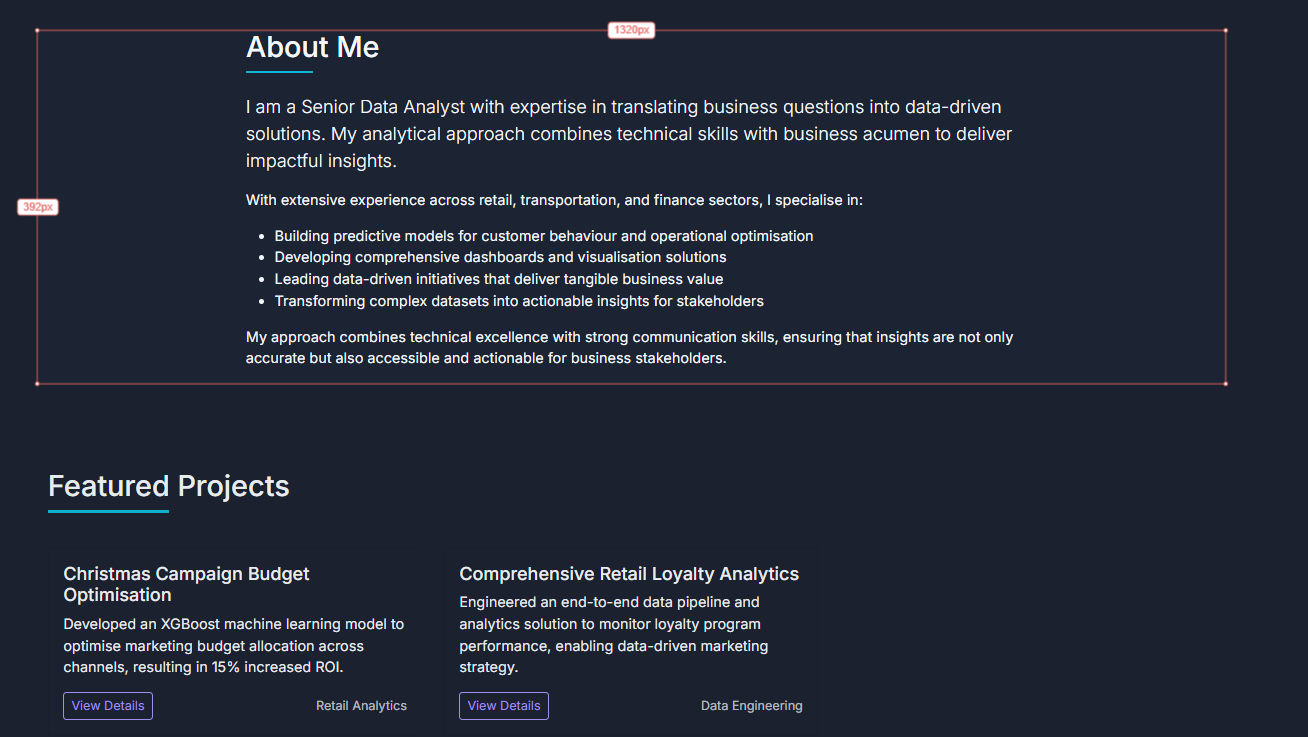 1320px
About Me
I am a Senior Data Analyst with expertise in translating business questions into data-driven
solutions. My analytical approach combines technical skills with business acumen to deliver
impactful insights.
392px
With extensive experience across retail, transportation, and finance sectors, I specialise in:
• Building predictive models for customer behaviour and operational optimisation
• Developing comprehensive dashboards and visualisation solutions
• Leading data-driven initiatives that deliver tangible business value
• Transforming complex datasets into actionable insights for stakeholders
My approach combines technical excellence with strong communication skills, ensuring that insights are not only
accurate but also accessible and actionable for business stakeholders.
Featured Projects
Christmas Campaign Budget
Optimisation
Developed an XGBoost machine learning model to
optimise marketing budget allocation across
channels, resulting in 15% increased ROI.
View Details
Retail Analytics
Comprehensive Retail Loyalty Analytics
Engineered an end-to-end data pipeline and
analytics solution to monitor loyalty program
performance, enabling data-driven marketing
strategy.
View Details
Data Engineering